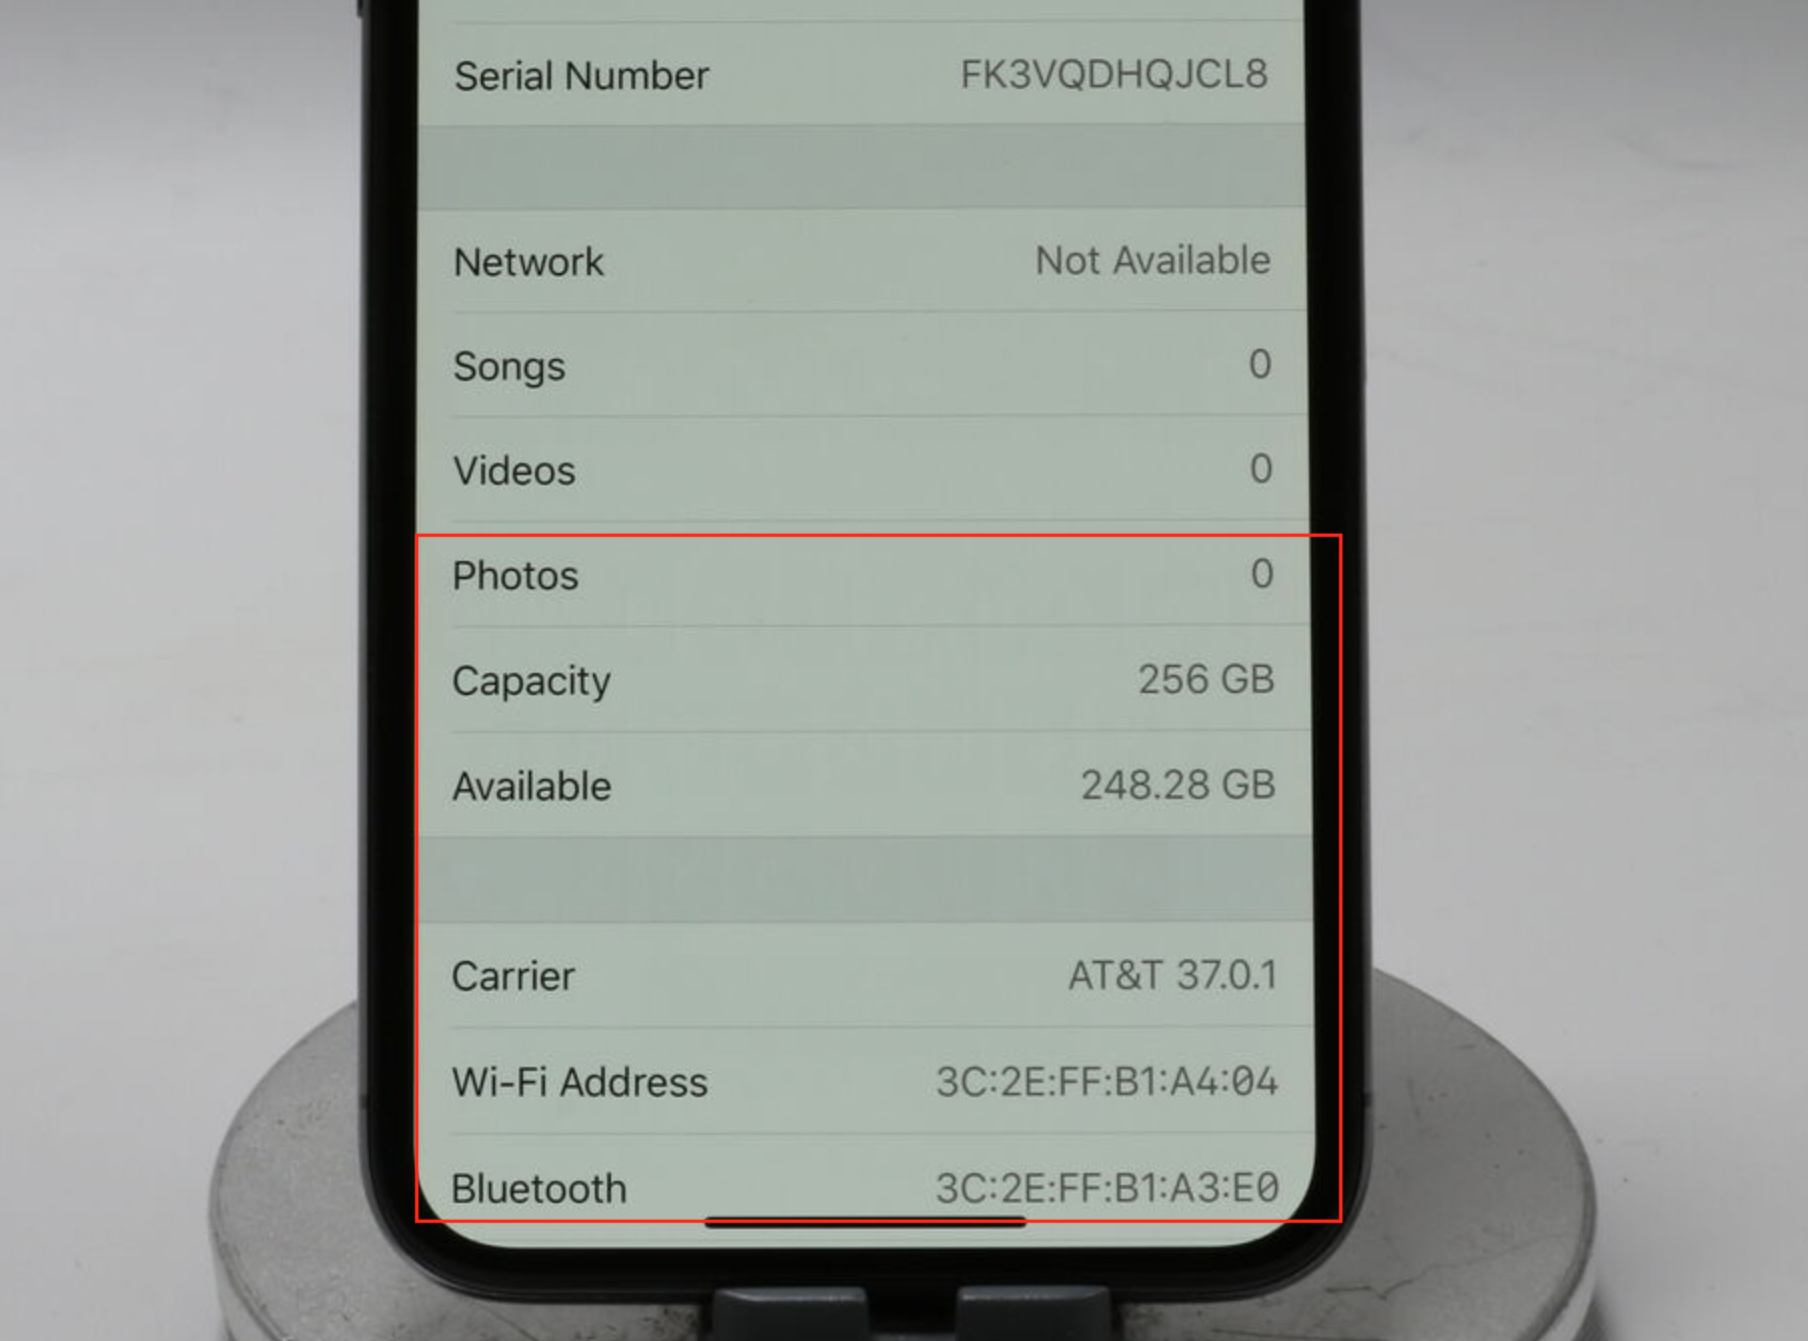 Serial Number FK3VQDHQJCL8
Network Not Available
Songs 0
Videos 0
Photos 0
Capacity 256 GB
Available 248.28 GB
Carrier AT&T 37.0.1
Wi-Fi Address 3C:2E:FF:B1:A4:04
Bluetooth 3C:2E:FF:B1:A3:E0